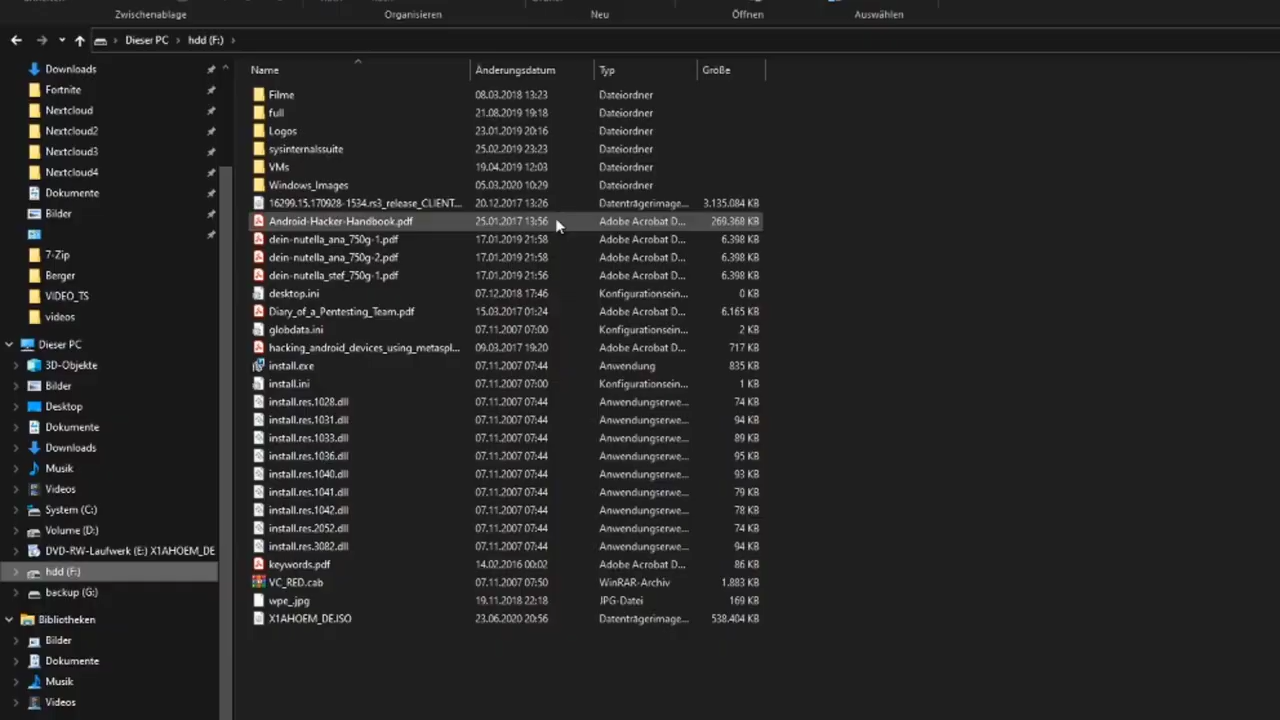 Zwischenablage Organisieren Neu Öffnen Auswählen
Dieser PC hdd (F:)
Downloads
Fortnite
Nextcloud
Nextcloud2
Nextcloud3
Nextcloud4
Dokumente
Bilder
7-Zip
Berger
VIDEO_TS
videos
Dieser PC
3D-Objekte
Bilder
Desktop
Dokumente
Downloads
Musik
Videos
System (C:)
Volume (D:)
DVD-RW-Laufwerk (E:) X1AHOEM_DE
hdd (F:)
backup (G:)
Bibliotheken
Bilder
Dokumente
Musik
Videos
Name Änderungsdatum Typ Größe
Filme 08.03.2018 13:23 Dateiordner
full 21.08.2019 19:18 Dateiordner
Logos 23.01.2019 20:16 Dateiordner
sysinternalssuite 25.02.2019 23:23 Dateiordner
VMs 19.04.2019 12:03 Dateiordner
Windows_Images 05.03.2020 10:29 Dateiordner
16299.15.170928-1534.rs3_release_CLIENT... 20.12.2017 13:26 Datenträgerimage... 3.135.084 KB
Android-Hacker-Handbook.pdf 25.01.2017 13:56 Adobe Acrobat D... 269.368 KB
dein-nutella_ana_750g-1.pdf 17.01.2019 21:58 Adobe Acrobat D... 6.398 KB
dein-nutella_ana_750g-2.pdf 17.01.2019 21:58 Adobe Acrobat D... 6.398 KB
dein-nutella_stef_750g-1.pdf 17.01.2019 21:56 Adobe Acrobat D... 6.398 KB
desktop.ini 07.12.2018 17:46 Konfigurationsein... 0 KB
Diary_of_a_Pentesting_Team.pdf 15.03.2017 01:24 Adobe Acrobat D... 6.165 KB
globdata.ini 07.11.2007 07:00 Konfigurationsein... 2 KB
hacking_android_devices_using_metaspl... 09.03.2017 19:20 Adobe Acrobat D... 717 KB
install.exe 07.11.2007 07:44 Anwendung 835 KB
install.ini 07.11.2007 07:00 Konfigurationsein... 1 KB
install.res.1028.dll 07.11.2007 07:44 Anwendungserwe... 74 KB
install.res.1031.dll 07.11.2007 07:44 Anwendungserwe... 94 KB
install.res.1033.dll 07.11.2007 07:44 Anwendungserwe... 89 KB
install.res.1036.dll 07.11.2007 07:44 Anwendungserwe... 95 KB
install.res.1040.dll 07.11.2007 07:44 Anwendungserwe... 93 KB
install.res.1041.dll 07.11.2007 07:44 Anwendungserwe... 79 KB
install.res.1042.dll 07.11.2007 07:44 Anwendungserwe... 78 KB
install.res.2052.dll 07.11.2007 07:44 Anwendungserwe... 74 KB
install.res.3082.dll 07.11.2007 07:44 Anwendungserwe... 94 KB
keywords.pdf 14.02.2016 00:02 Adobe Acrobat D... 86 KB
VC_RED.cab 07.11.2007 07:50 WinRAR-Archiv 1.883 KB
wpe_.jpg 19.11.2018 22:18 JPG-Datei 169 KB
X1AHOEM_DE.ISO 23.06.2020 20:56 Datenträgerimage... 538.404 KB